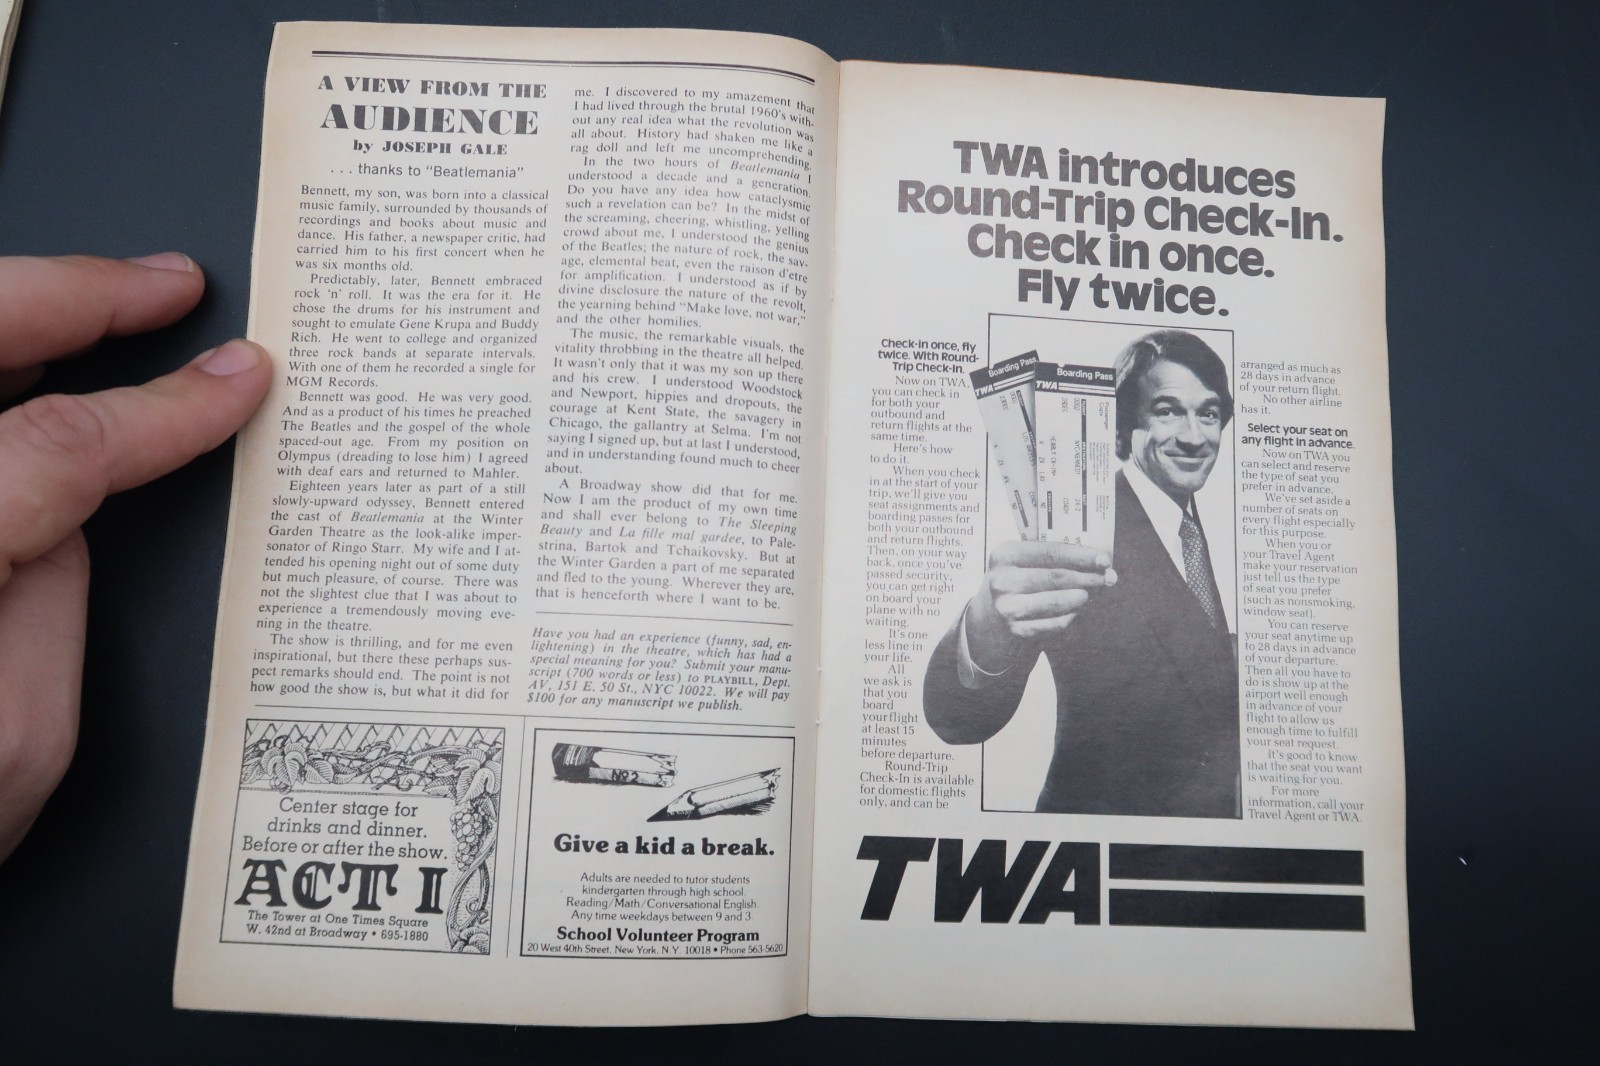 A VIEW FROM THE
AUDIENCE
by JOSEPH GALE
. . . thanks to "Beatlemania"
Bennett, my son, was born into a classical
music family, surrounded by thousands of
recordings and books about music and
dance. His father, a newspaper critic, had
carried him to his first concert when he
was six months old.
Predictably, later, Bennett embraced
rock 'n' roll. It was the era for it. He
chose the drums for his instrument and
sought to emulate Gene Krupa and Buddy
Rich. He went to college and organized
three rock bands at separate intervals.
With one of them he recorded a single for
MGM Records.
Bennett was good. He was very good.
And as a product of his times he preached
The Beatles and the gospel of the whole
spaced-out age. From my position on
Olympus (dreading to lose him) I agreed
with deaf ears and returned to Mahler.
Eighteen years later as part of a still
slowly-upward odyssey, Bennett entered
the cast of Beatlemania at the Winter
Garden Theatre as the look-alike imper-
sonator of Ringo Starr. My wife and I at-
tended his opening night out of some duty
but much pleasure, of course. There was
not the slightest clue that I was about to
experience a tremendously moving eve-
ning in the theatre.
The show is thrilling, and for me even
inspirational, but there these perhaps sus-
pect remarks should end. The point is not
how good the show is, but what it did for
me. I discovered to my amazement that
I had lived through the brutal 1960's with-
out any real idea what the revolution was
all about. History had shaken me like a
rag doll and left me uncomprehending.
In the two hours of Beatlemania I
understood a decade and a generation.
Do you have any idea how cataclysmic
such a revelation can be? In the midst of
the screaming, cheering, whistling, yelling
crowd about me, I understood the genius
of the Beatles; the nature of rock, the sav-
age, elemental beat, even the raison d'etre
for amplification. I understood as if by
divine disclosure the nature of the revolt,
the yearning behind "Make love, not war,"
and the other homilies.
The music, the remarkable visuals, the
vitality throbbing in the theatre all helped.
It wasn't only that it was my son up there
and his crew. I understood Woodstock
and Newport, hippies and dropouts, the
courage at Kent State, the savagery in
Chicago, the gallantry at Selma. I'm not
saying I signed up, but at last I understood,
and in understanding found much to cheer
about.
A Broadway show did that for me.
Now I am the product of my own time
and shall ever belong to The Sleeping
Beauty and La fille mal gardee, to Pale-
strina, Bartok and Tchaikovsky. But at
the Winter Garden a part of me separated
and fled to the young. Wherever they are,
that is henceforth where I want to be.
Have you had an experience (funny, sad, en-
lightening) in the theatre, which has had a
special meaning for you? Submit your manu-
script (700 words or less) to PLAYBILL, Dept.
AV, 151 E. 50 St., NYC 10022. We will pay
$100 for any manuscript we publish.
Center stage for
drinks and dinner.
Before or after the show.
ACT I
The Tower at One Times Square
W. 42nd at Broadway • 695-1880
No 2
Give a kid a break.
Adults are needed to tutor students
kindergarten through high school.
Reading/Math/Conversational English.
Any time weekdays between 9 and 3.
School Volunteer Program
20 West 40th Street, New York, N.Y. 10018 • Phone 563-5620
TWA introduces
Round-Trip Check-In.
Check in once.
Fly twice.
Check-in once, fly
twice. With Round-
Trip Check-In.
Now on TWA,
you can check in
for both your
outbound and
return flights at the
same time.
Here's how
to do it.
When you check
in at the start of your
trip, we'll give you
seat assignments and
boarding passes for
both your outbound
and return flights.
Then, on your way
back, once you've
passed security,
you can get right
on board your
plane with no
waiting.
It's one
less line in
your life.
All
we ask is
that you
board
your flight
at least 15
minutes
before departure.
Round-Trip
Check-In is available
for domestic flights
only, and can be
Boarding Pass
TWA
Boarding Pass
TWA
arranged as much as
28 days in advance
of your return flight.
No other airline
has it.
Select your seat on
any flight in advance.
Now on TWA you
can select and reserve
the type of seat you
prefer in advance.
We've set aside a
number of seats on
every flight especially
for this purpose.
When you or
your Travel Agent
make your reservation
just tell us the type
of seat you prefer
(such as nonsmoking,
window seat).
You can reserve
your seat anytime up
to 28 days in advance
of your departure.
Then all you have to
do is show up at the
airport well enough
in advance of your
flight to allow us
enough time to fulfill
your seat request.
It's good to know
that the seat you want
is waiting for you.
For more
information, call your
Travel Agent or TWA.
TWA